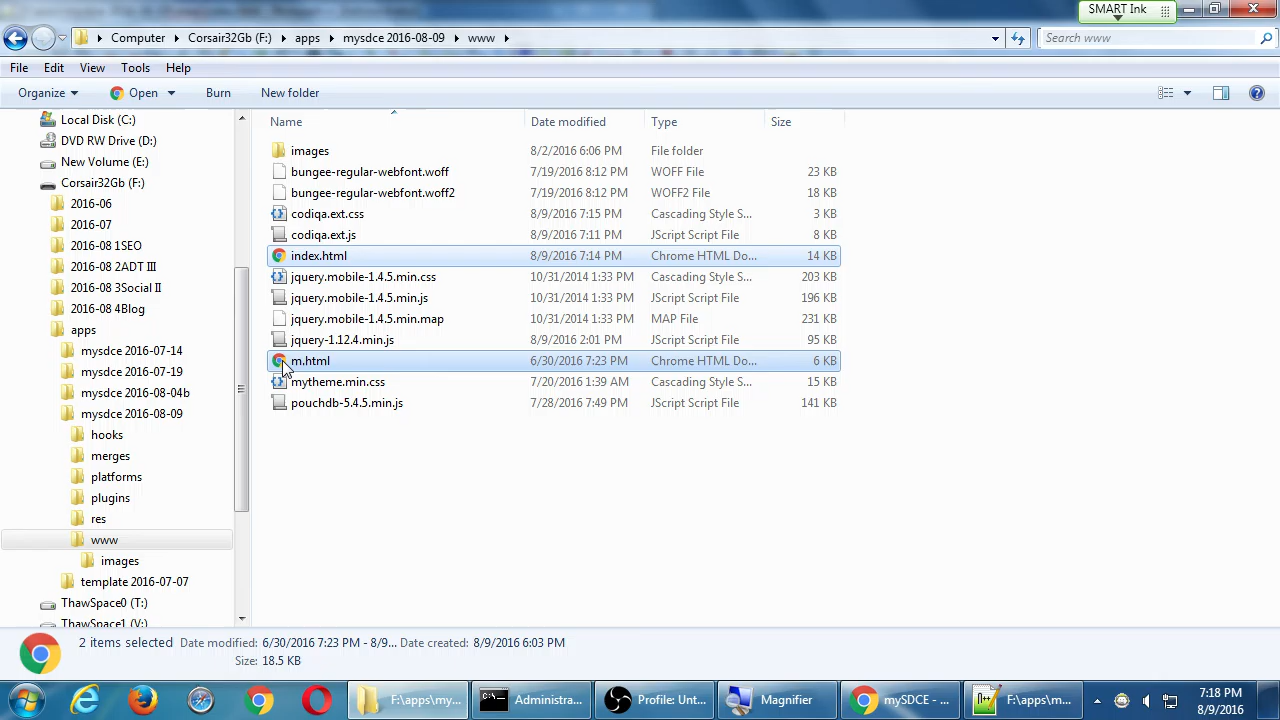 SMART Ink
Computer Corsair32Gb (F:) apps mysdce 2016-08-09 www
Search www
File Edit View Tools Help
Organize Open Burn New folder
Name Date modified Type Size
Local Disk (C:)
DVD RW Drive (D:)
New Volume (E:)
Corsair32Gb (F:)
2016-06
2016-07
2016-08 1SEO
2016-08 2ADT III
2016-08 3Social II
2016-08 4Blog
apps
mysdce 2016-07-14
mysdce 2016-07-19
mysdce 2016-08-04b
mysdce 2016-08-09
hooks
merges
platforms
plugins
res
www
images
template 2016-07-07
ThawSpace0 (T:)
ThawSpace1 (V:)
images 8/2/2016 6:06 PM File folder
bungee-regular-webfont.woff 7/19/2016 8:12 PM WOFF File 23 KB
bungee-regular-webfont.woff2 7/19/2016 8:12 PM WOFF2 File 18 KB
codiqa.ext.css 8/9/2016 7:15 PM Cascading Style S... 3 KB
codiqa.ext.js 8/9/2016 7:11 PM JScript Script File 8 KB
index.html 8/9/2016 7:14 PM Chrome HTML Do... 14 KB
jquery.mobile-1.4.5.min.css 10/31/2014 1:33 PM Cascading Style S... 203 KB
jquery.mobile-1.4.5.min.js 10/31/2014 1:33 PM JScript Script File 196 KB
jquery.mobile-1.4.5.min.map 10/31/2014 1:33 PM MAP File 231 KB
jquery-1.12.4.min.js 8/9/2016 2:01 PM JScript Script File 95 KB
m.html 6/30/2016 7:23 PM Chrome HTML Do... 6 KB
mytheme.min.css 7/20/2016 1:39 AM Cascading Style S... 15 KB
pouchdb-5.4.5.min.js 7/28/2016 7:49 PM JScript Script File 141 KB
2 items selected Date modified: 6/30/2016 7:23 PM - 8/9... Date created: 8/9/2016 6:03 PM
Size: 18.5 KB
F:\apps\my... Administra... Profile: Unt... Magnifier mySDCE - ... F:\apps\m...
7:18 PM
8/9/2016